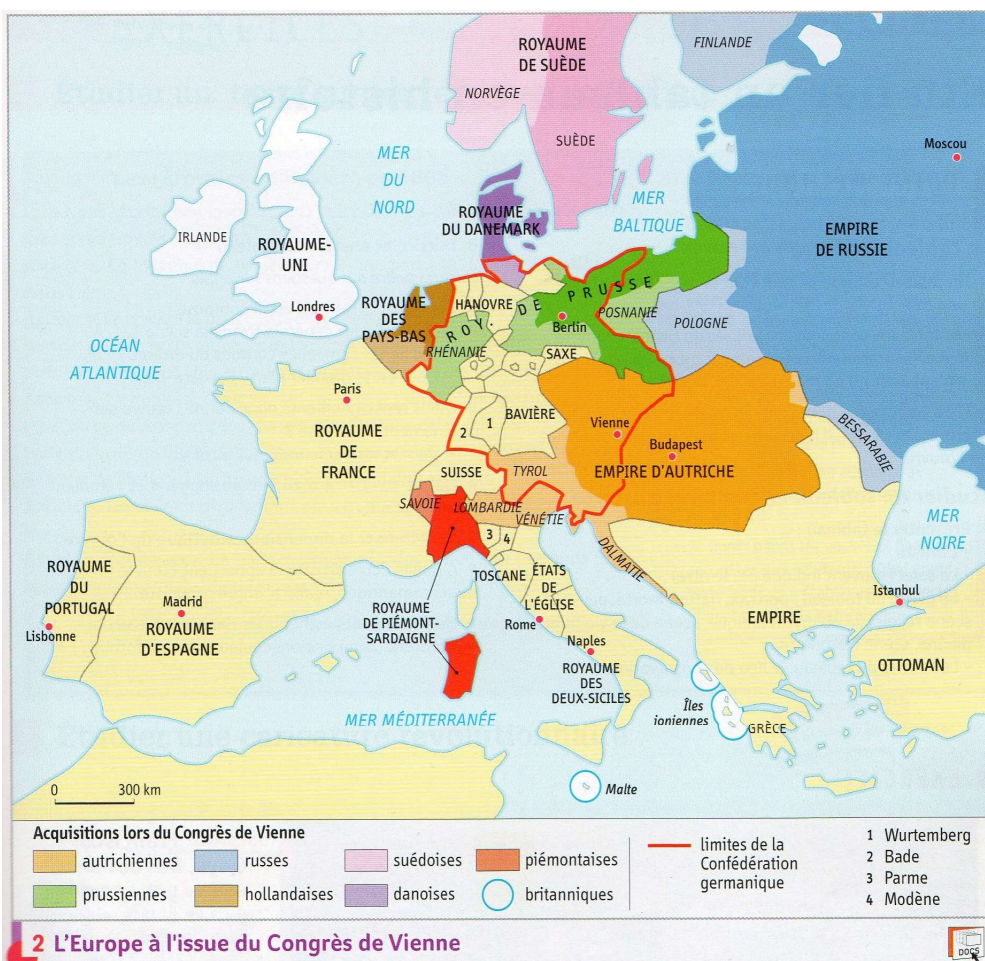 ROYAUME
DE SUÈDE
FINLANDE
NORVÈGE
SUÈDE
Moscou
MER
DU
NORD
MER
BALTIQUE
ROYAUME
DU DANEMARK
EMPIRE
DE RUSSIE
IRLANDE
ROYAUME-
UNI
Londres
ROYAUME
DES
PAYS-BAS
HANOVRE
ROY. DE PRUSSE
Berlin
POSNANIE
POLOGNE
RHÉNANIE
SAXE
OCÉAN
ATLANTIQUE
Paris
ROYAUME
DE
FRANCE
BAVIÈRE
1
2
Vienne
Budapest
EMPIRE D'AUTRICHE
BESSARABIE
SUISSE
TYROL
SAVOIE
LOMBARDIE
VÉNÉTIE
3
4
DALMATIE
MER
NOIRE
TOSCANE
ÉTATS
DE
L'ÉGLISE
Rome
ROYAUME
DU
PORTUGAL
Lisbonne
Madrid
ROYAUME
D'ESPAGNE
ROYAUME
DE PIÉMONT-
SARDAIGNE
Naples
ROYAUME
DES
DEUX-SICILES
Istanbul
EMPIRE
OTTOMAN
Îles
ioniennes
GRÈCE
MER MÉDITERRANÉE
Malte
0 300 km
Acquisitions lors du Congrès de Vienne
autrichiennes
russes
suédoises
piémontaises
prussiennes
hollandaises
danoises
britanniques
limites de la
Confédération
germanique
1 Wurtemberg
2 Bade
3 Parme
4 Modène
2 L'Europe à l'issue du Congrès de Vienne
DOCS